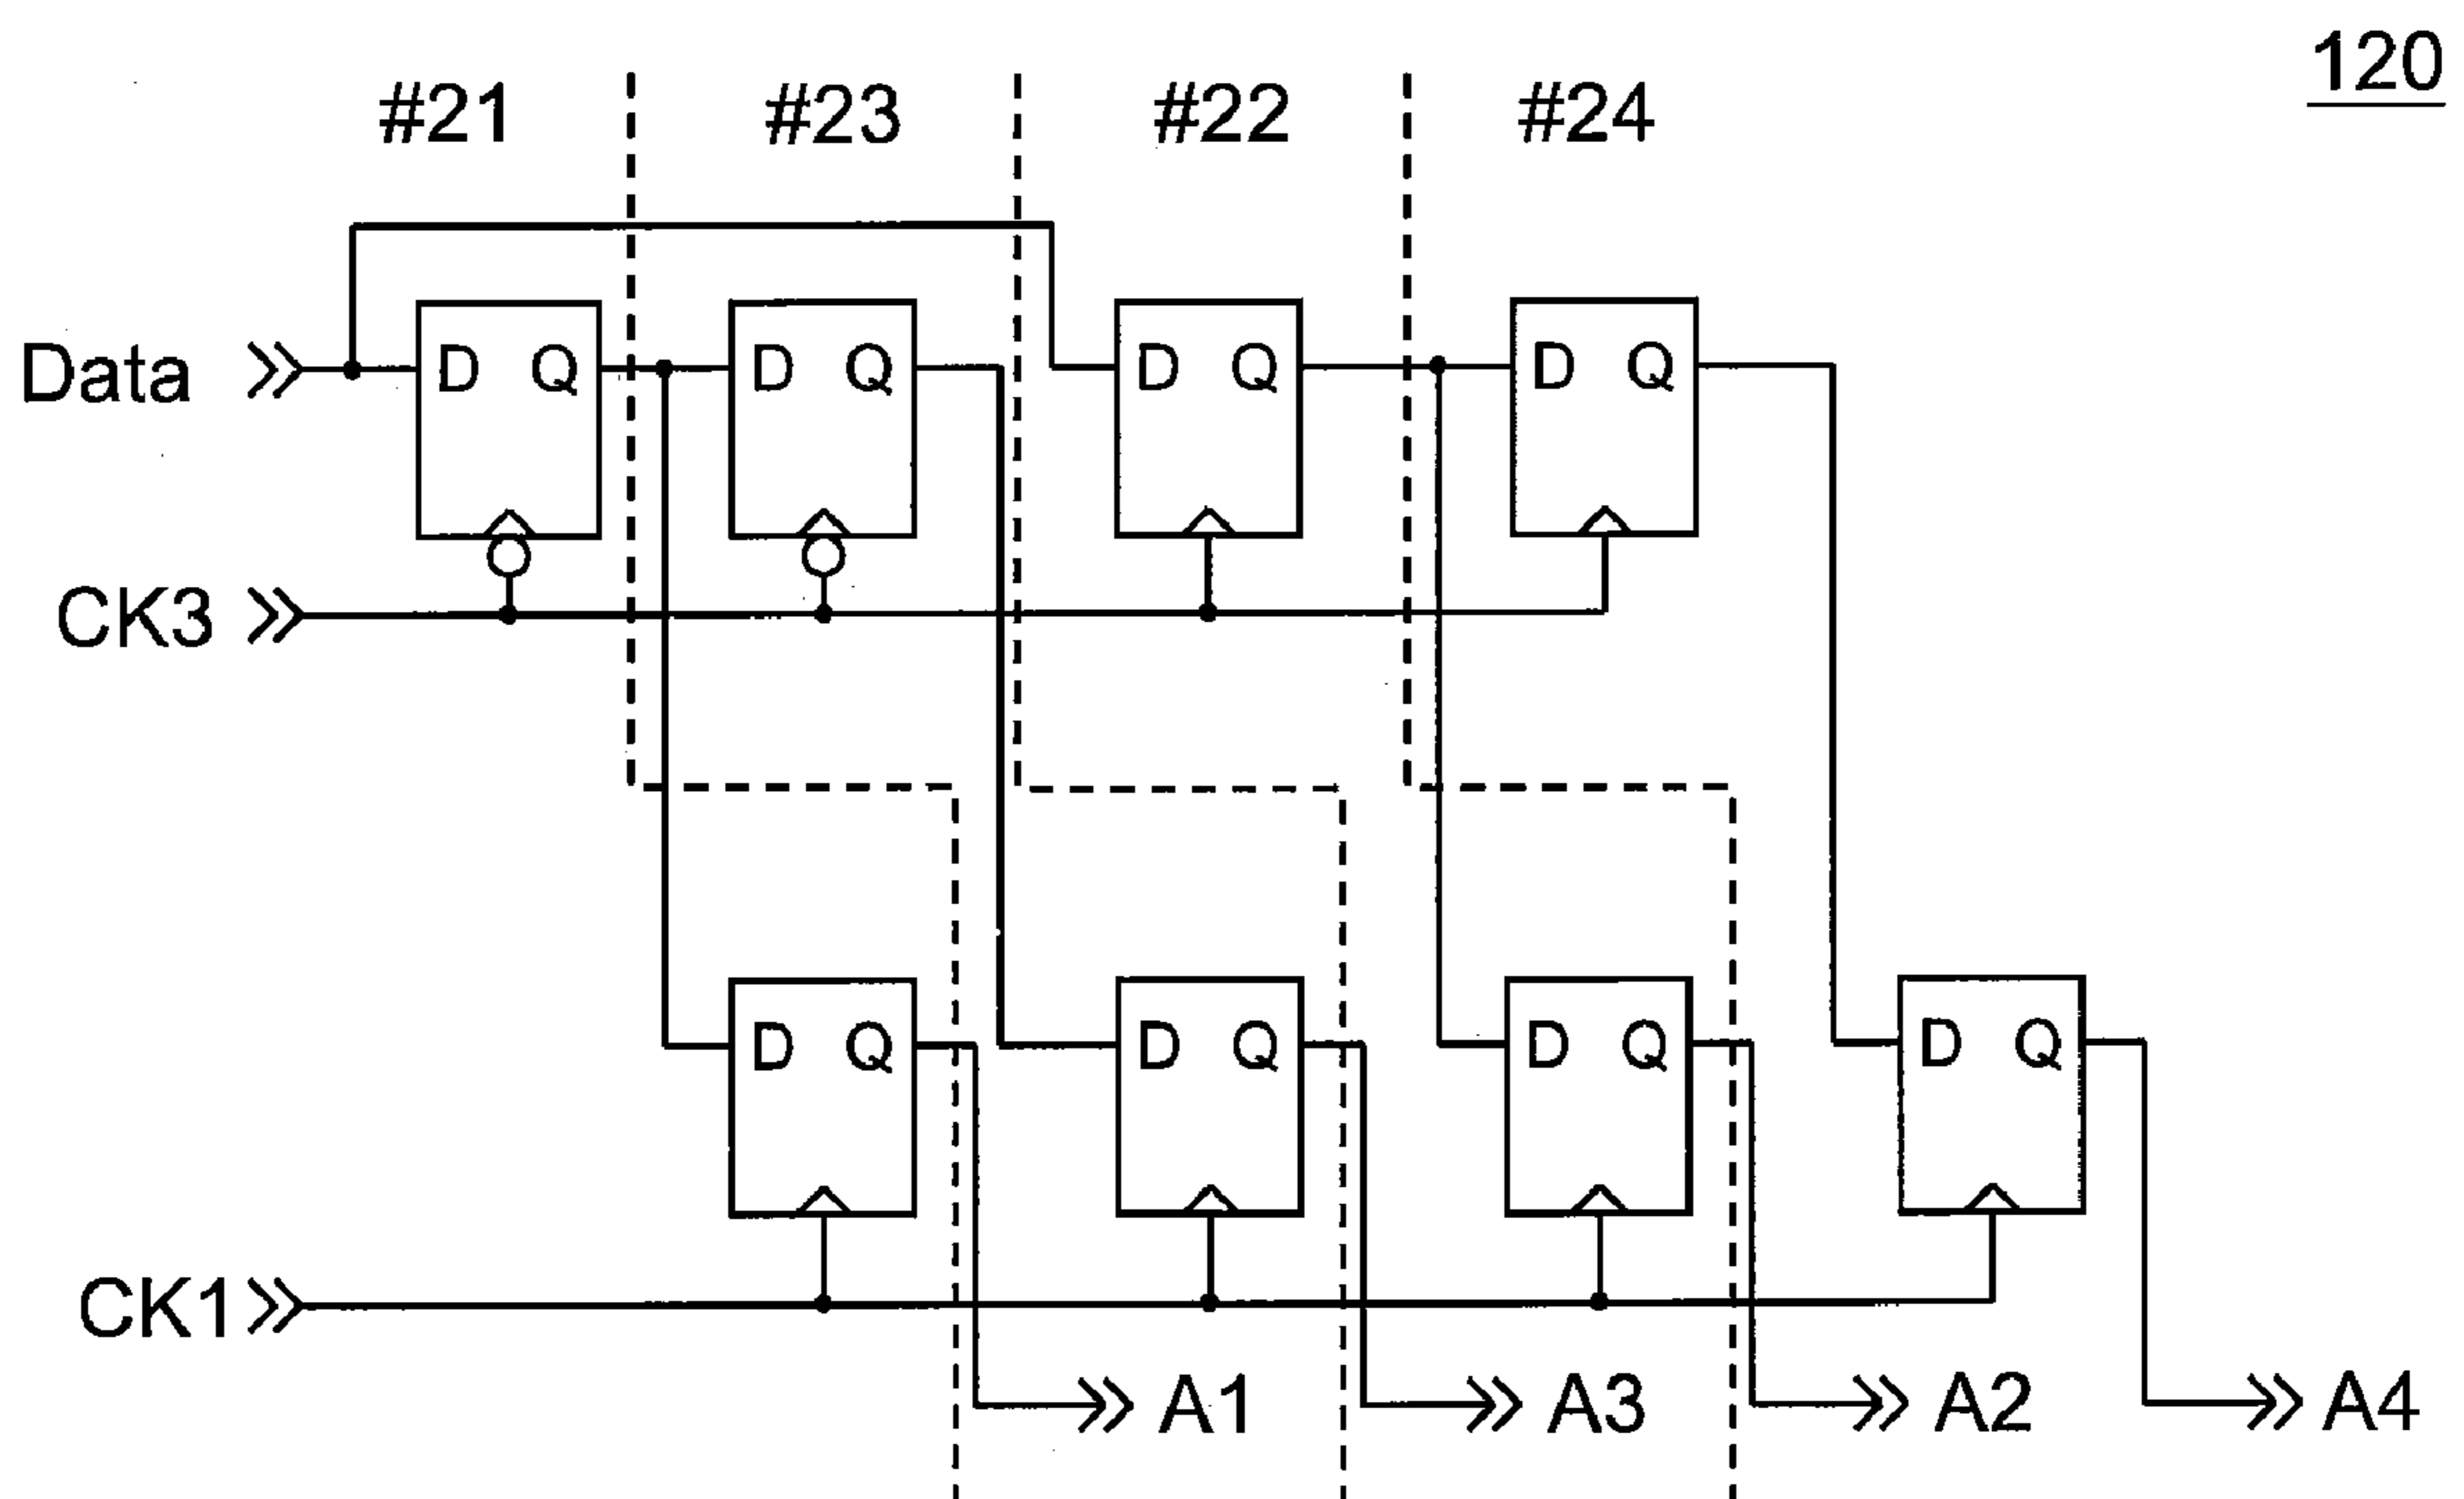 120
#21 #23 #22 #24
Data
D Q D Q D Q D Q
CK3
D Q D Q D Q D Q
CK1
A1 A3 A2 A4